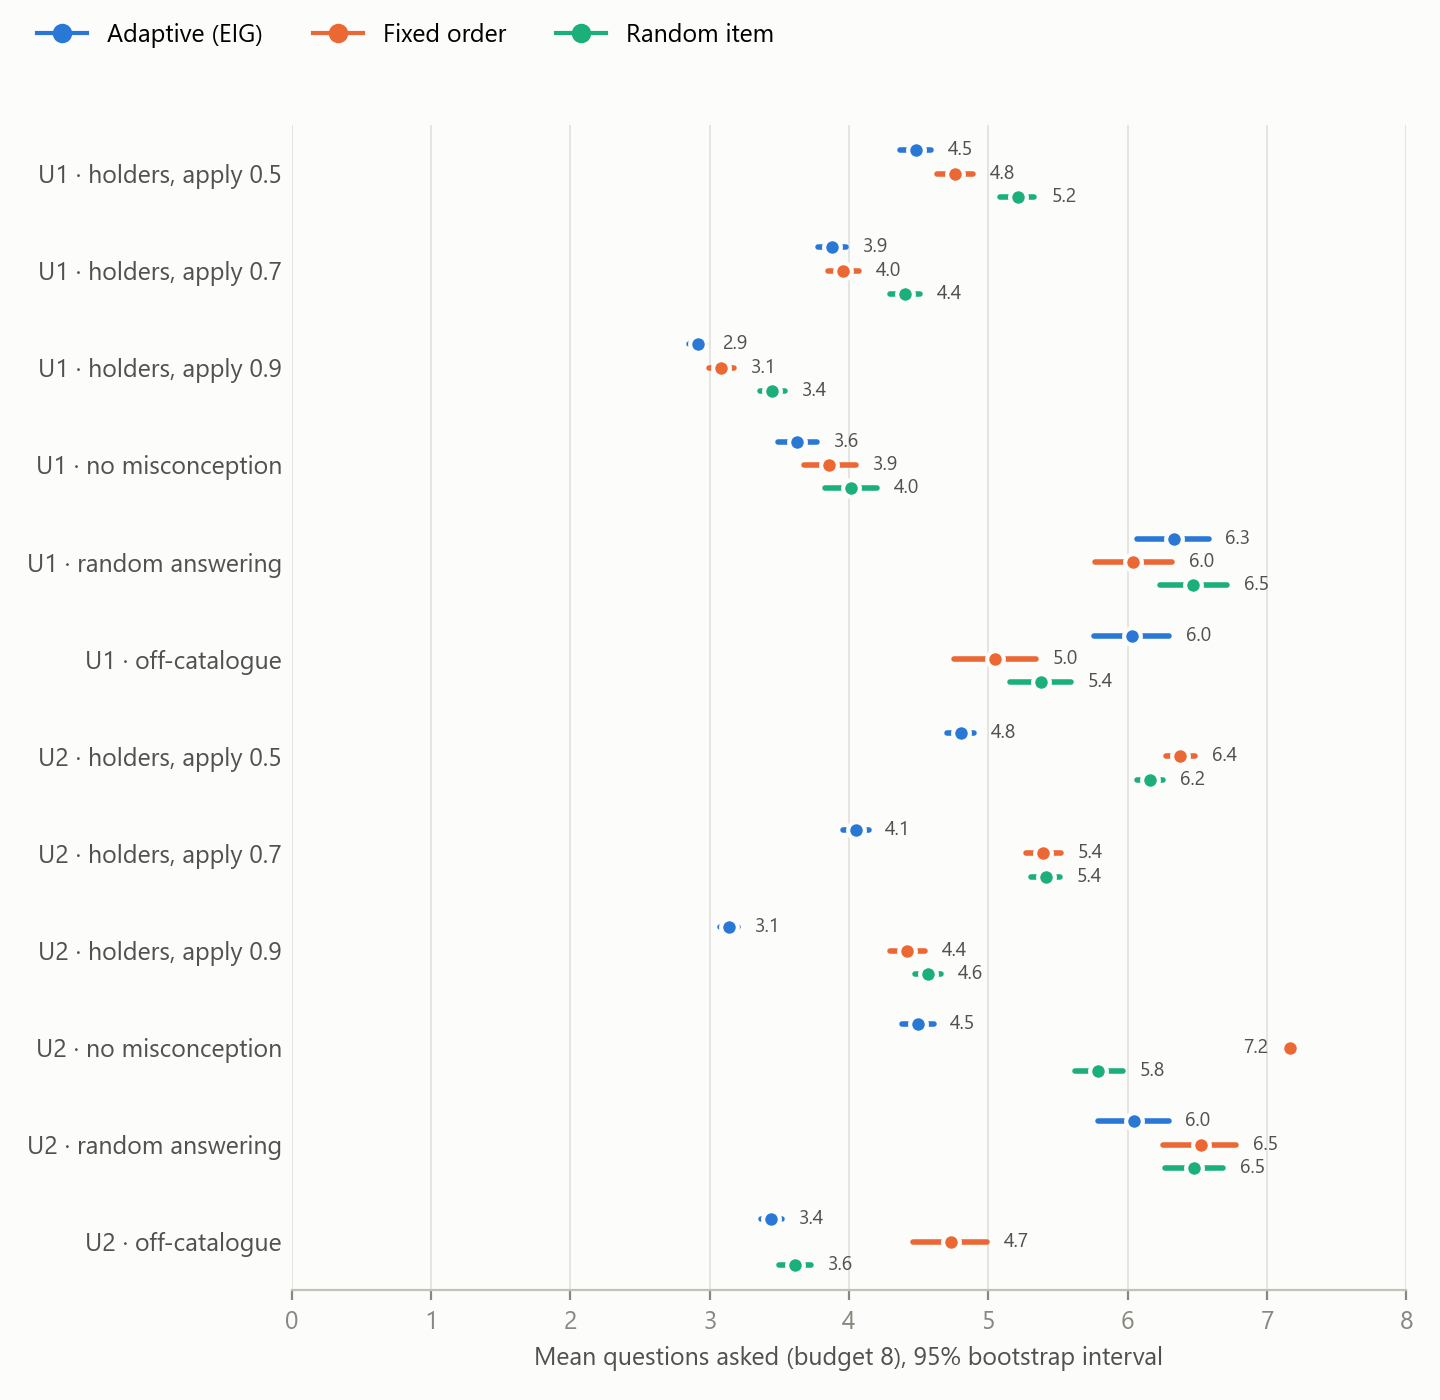 Adaptive (EIG) Fixed order Random item
4.5
U1 · holders, apply 0.5 4.8
5.2
3.9
U1 · holders, apply 0.7 4.0
4.4
2.9
U1 · holders, apply 0.9 3.1
3.4
3.6
U1 · no misconception 3.9
4.0
6.3
U1 · random answering 6.0
6.5
6.0
U1 · off-catalogue 5.0
5.4
4.8
U2 · holders, apply 0.5 6.4
6.2
4.1
U2 · holders, apply 0.7 5.4
5.4
3.1
U2 · holders, apply 0.9 4.4
4.6
4.5
U2 · no misconception 7.2
5.8
6.0
U2 · random answering 6.5
6.5
3.4
U2 · off-catalogue 4.7
3.6
0 1 2 3 4 5 6 7 8
Mean questions asked (budget 8), 95% bootstrap interval